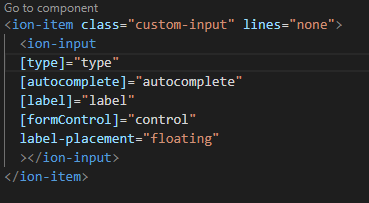 Go to component
<ion-item class="custom-input" lines="none">
<ion-input
[type]="type"
[autocomplete]="autocomplete"
[label]="label"
[formControl]="control"
label-placement="floating"
></ion-input>
</ion-item>